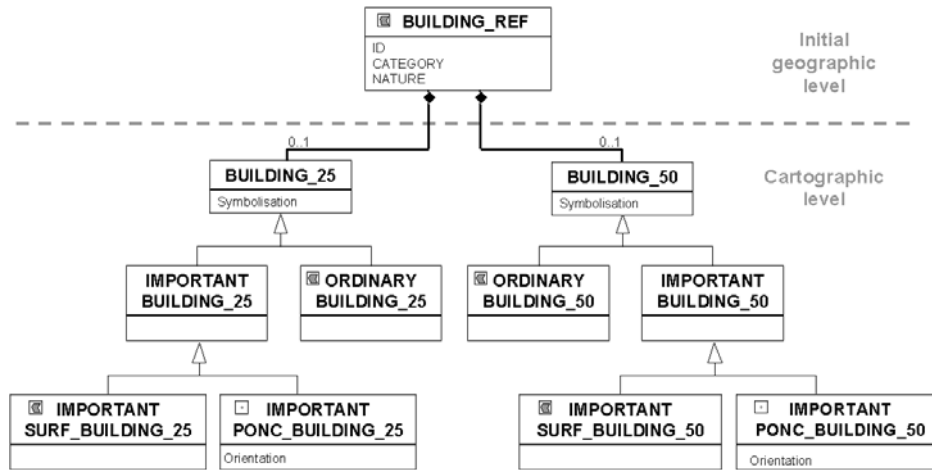 BUILDING_REF
ID
CATEGORY
NATURE
Initial
geographic
level
0..1
0..1
BUILDING_25
Symbolisation
BUILDING_50
Symbolisation
Cartographic
level
IMPORTANT
BUILDING_25
ORDINARY
BUILDING_25
ORDINARY
BUILDING_50
IMPORTANT
BUILDING_50
IMPORTANT
SURF_BUILDING_25
IMPORTANT
PONC_BUILDING_25
Orientation
IMPORTANT
SURF_BUILDING_50
IMPORTANT
PONC_BUILDING_50
Orientation